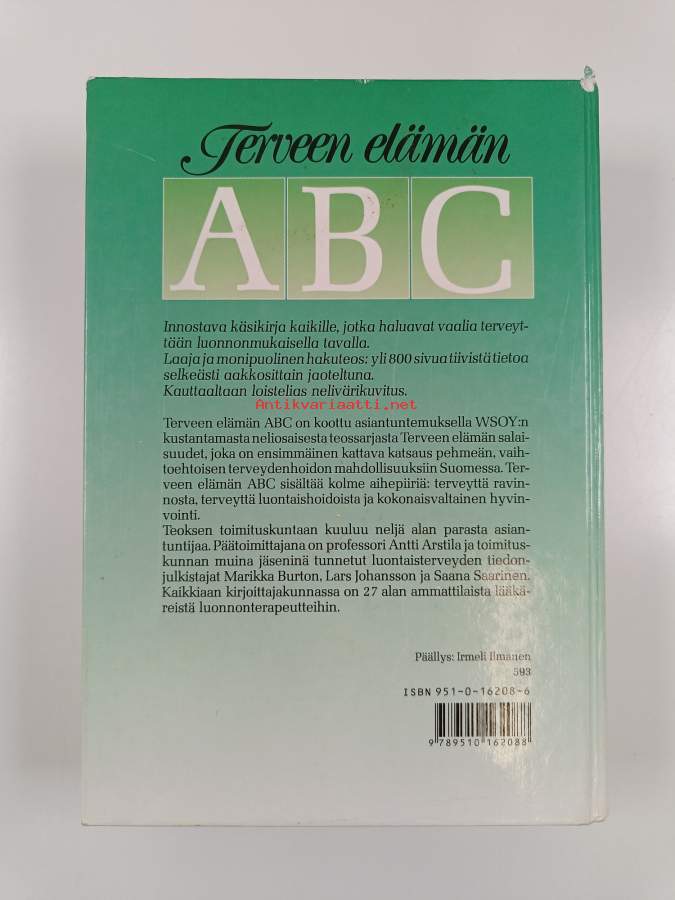 Terveen elämän
ABC
Innostava käsikirja kaikille, jotka haluavat vaalia terveyt-
tään luonnonmukaisella tavalla.
Laaja ja monipuolinen hakuteos: yli 800 sivua tiivistä tietoa
selkeästi aakkosittain jaoteltuna.
Kauttaaltaan loistelias nelivärikuvitus.
Antikvariaatti.net
Terveen elämän ABC on koottu asiantuntemuksella WSOY:n
kustantamasta neliosaisesta teossarjasta Terveen elämän salai-
suudet, joka on ensimmäinen kattava katsaus pehmeän, vaih-
toehtoisen terveydenhoidon mahdollisuuksiin Suomessa. Ter-
veen elämän ABC sisältää kolme aihepiiriä: terveyttä ravin-
nosta, terveyttä luontaishoidoista ja kokonaisvaltainen hyvin-
vointi.
Teoksen toimituskuntaan kuuluu neljä alan parasta asian-
tuntijaa. Päätoimittajana on professori Antti Arstila ja toimitus-
kunnan muina jäseninä tunnetut luontaisterveyden tiedon-
julkistajat Marikka Burton, Lars Johansson ja Saana Saarinen.
Kaikkiaan kirjoittajakunnassa on 27 alan ammattilaista lääkä-
reistä luonnonterapeutteihin.
Päällys: Irmeli Ilmanen
593
ISBN 951-0-16208-6
9 789510 162088